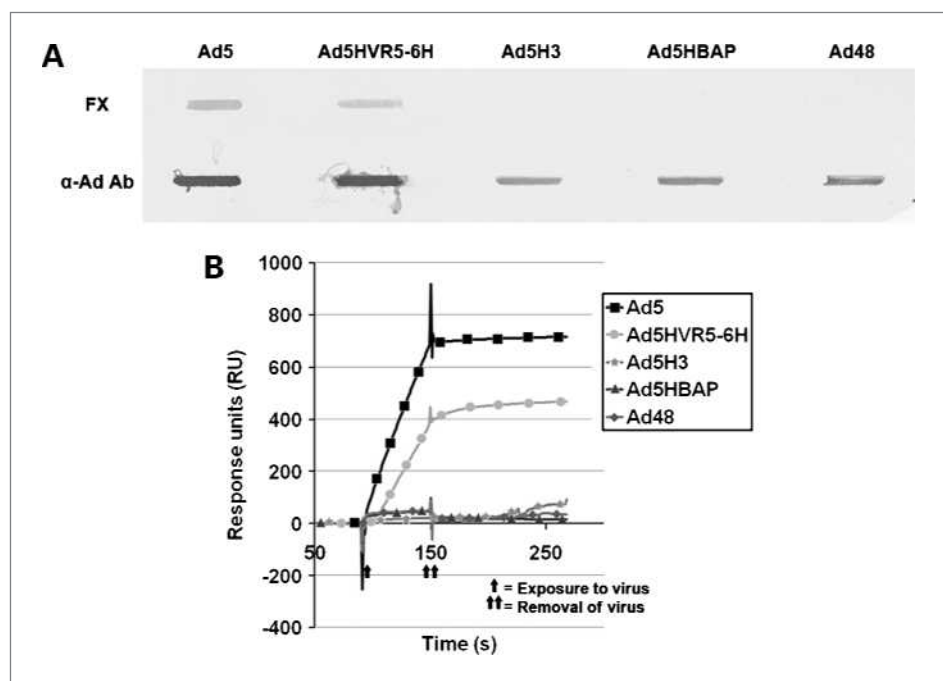 A
Ad5 Ad5HVR5-6H Ad5H3 Ad5HBAP Ad48
FX
α-Ad Ab
B
1000
800
600
400
200
0
-200
-400
50 150 250
Response units (RU)
Time (s)
Ad5
Ad5HVR5-6H
Ad5H3
Ad5HBAP
Ad48
⬆ = Exposure to virus
⬆⬆= Removal of virus